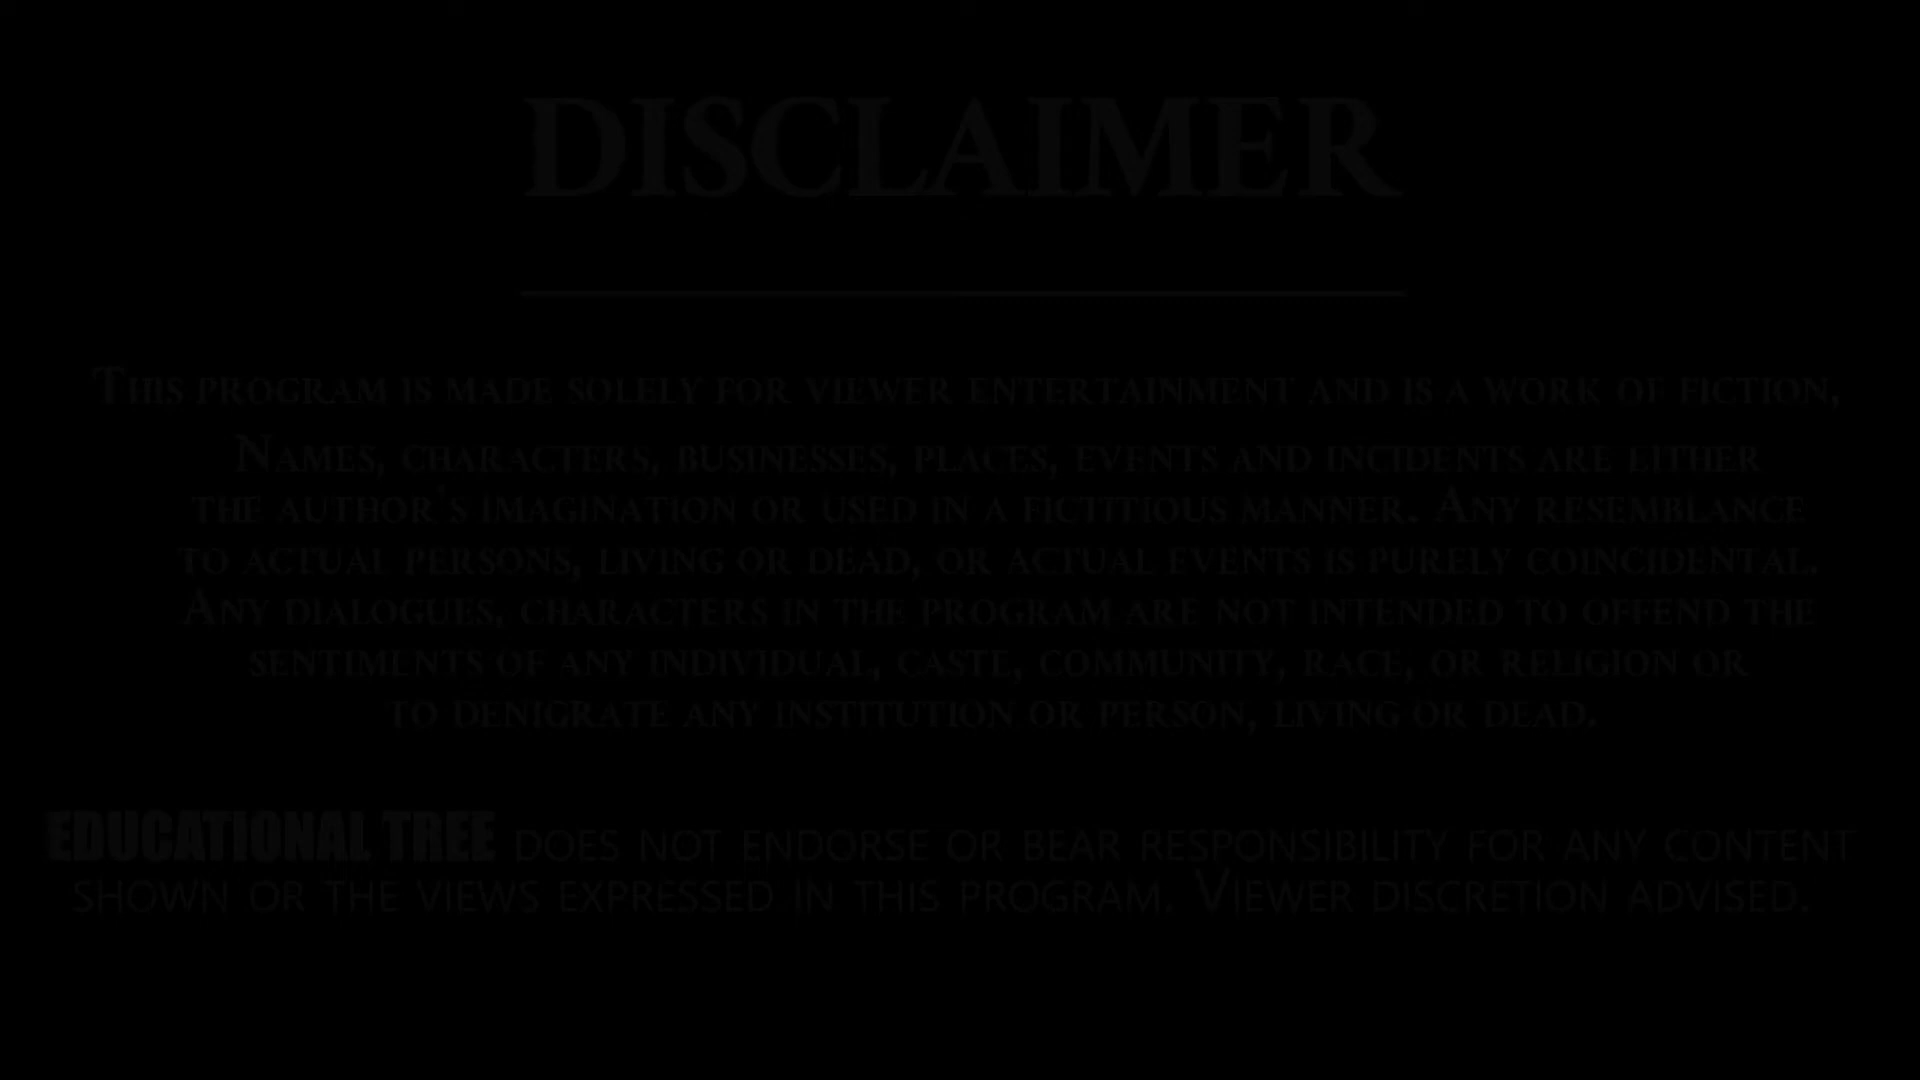 DISCLAIMER
THIS PROGRAM IS MADE SOLELY FOR VIEWER ENTERTAINMENT AND IS A WORK OF FICTION,
NAMES, CHARACTERS, BUSINESSES, PLACES, EVENTS AND INCIDENTS ARE EITHER
THE AUTHOR'S IMAGINATION OR USED IN A FICTITIOUS MANNER. ANY RESEMBLANCE
TO ACTUAL PERSONS, LIVING OR DEAD, OR ACTUAL EVENTS IS PURELY COINCIDENTAL.
ANY DIALOGUES, CHARACTERS IN THE PROGRAM ARE NOT INTENDED TO OFFEND THE
SENTIMENTS OF ANY INDIVIDUAL, CASTE, COMMUNITY, RACE, OR RELIGION OR
TO DENIGRATE ANY INSTITUTION OR PERSON, LIVING OR DEAD.
EDUCATIONAL TREE DOES NOT ENDORSE OR BEAR RESPONSIBILITY FOR ANY CONTENT
SHOWN OR THE VIEWS EXPRESSED IN THIS PROGRAM. VIEWER DISCRETION ADVISED.